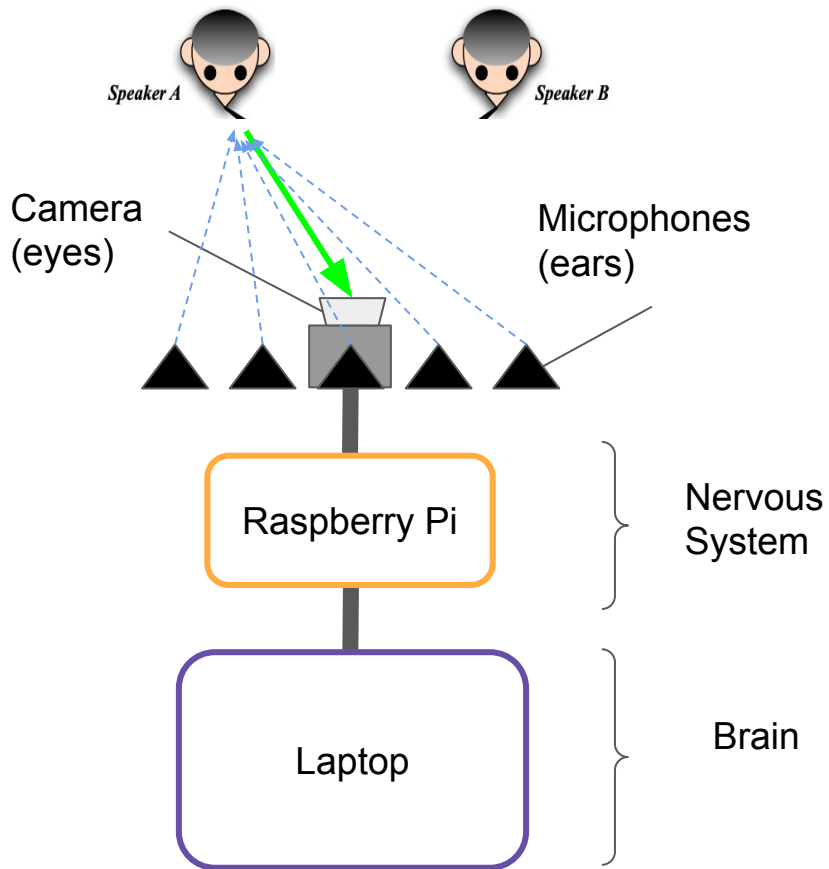 Speaker A
Speaker B
Camera
(eyes)
Microphones
(ears)
Raspberry Pi
Nervous
System
Laptop
Brain